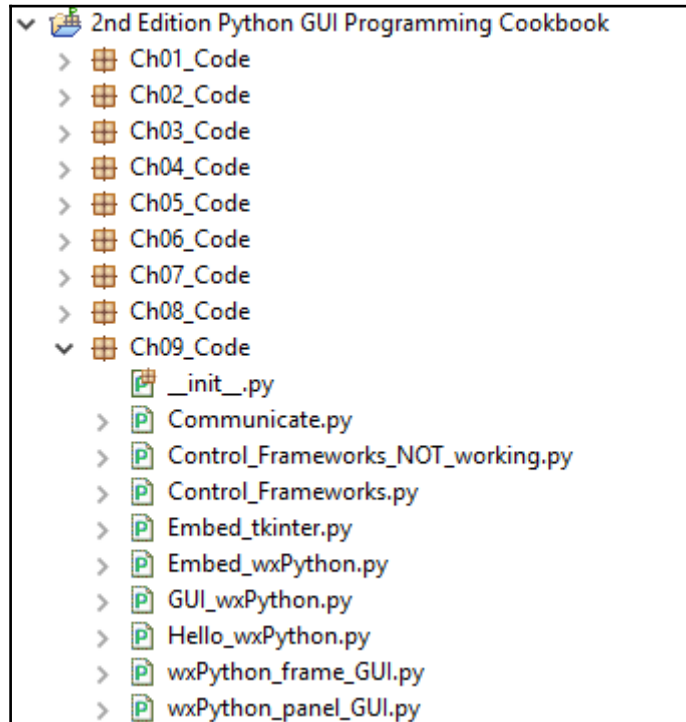 2nd Edition Python GUI Programming Cookbook
Ch01_Code
Ch02_Code
Ch03_Code
Ch04_Code
Ch05_Code
Ch06_Code
Ch07_Code
Ch08_Code
Ch09_Code
__init__.py
Communicate.py
Control_Frameworks_NOT_working.py
Control_Frameworks.py
Embed_tkinter.py
Embed_wxPython.py
GUI_wxPython.py
Hello_wxPython.py
wxPython_frame_GUI.py
wxPython_panel_GUI.py